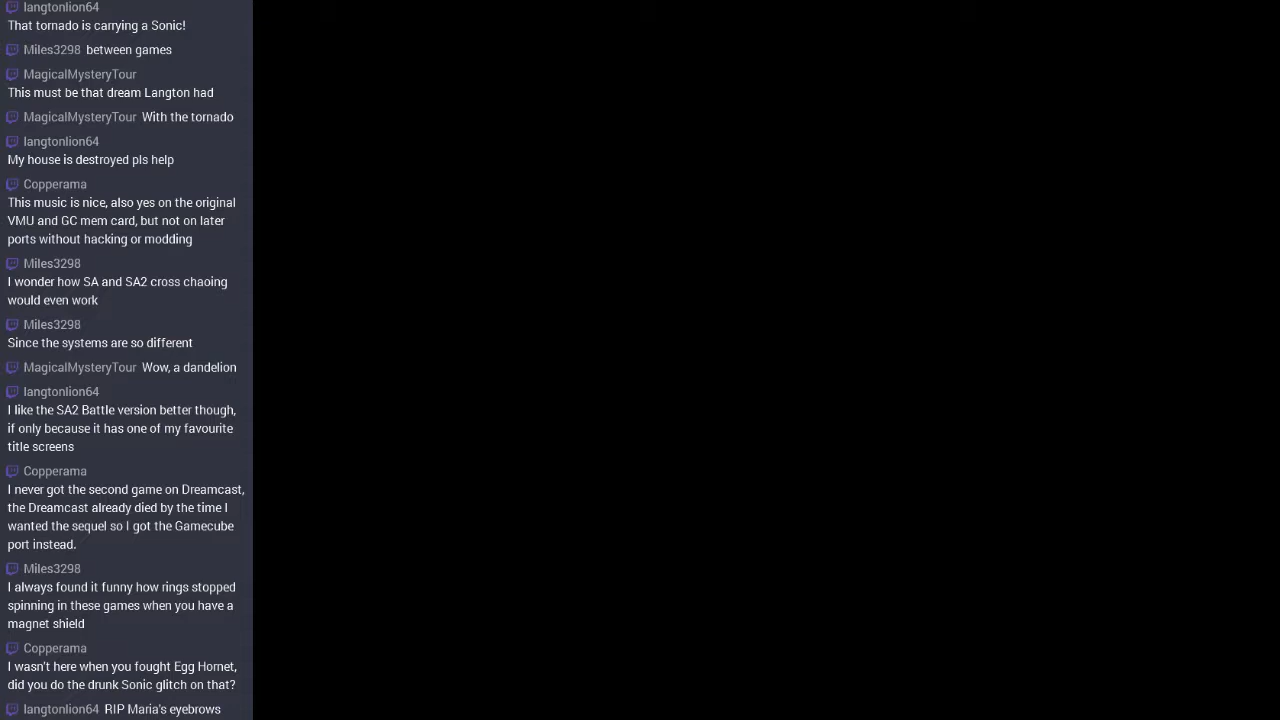 langtonlion64
That tornado is carrying a Sonic!
Miles3298 between games
MagicalMysteryTour
This must be that dream Langton had
MagicalMysteryTour With the tornado
langtonlion64
My house is destroyed pls help
Copperama
This music is nice, also yes on the original
VMU and GC mem card, but not on later
ports without hacking or modding
Miles3298
I wonder how SA and SA2 cross chaoing
would even work
Miles3298
Since the systems are so different
MagicalMysteryTour Wow, a dandelion
langtonlion64
I like the SA2 Battle version better though,
if only because it has one of my favourite
title screens
Copperama
I never got the second game on Dreamcast,
the Dreamcast already died by the time I
wanted the sequel so I got the Gamecube
port instead.
Miles3298
I always found it funny how rings stopped
spinning in these games when you have a
magnet shield
Copperama
I wasn't here when you fought Egg Hornet,
did you do the drunk Sonic glitch on that?
langtonlion64 RIP Maria's eyebrows